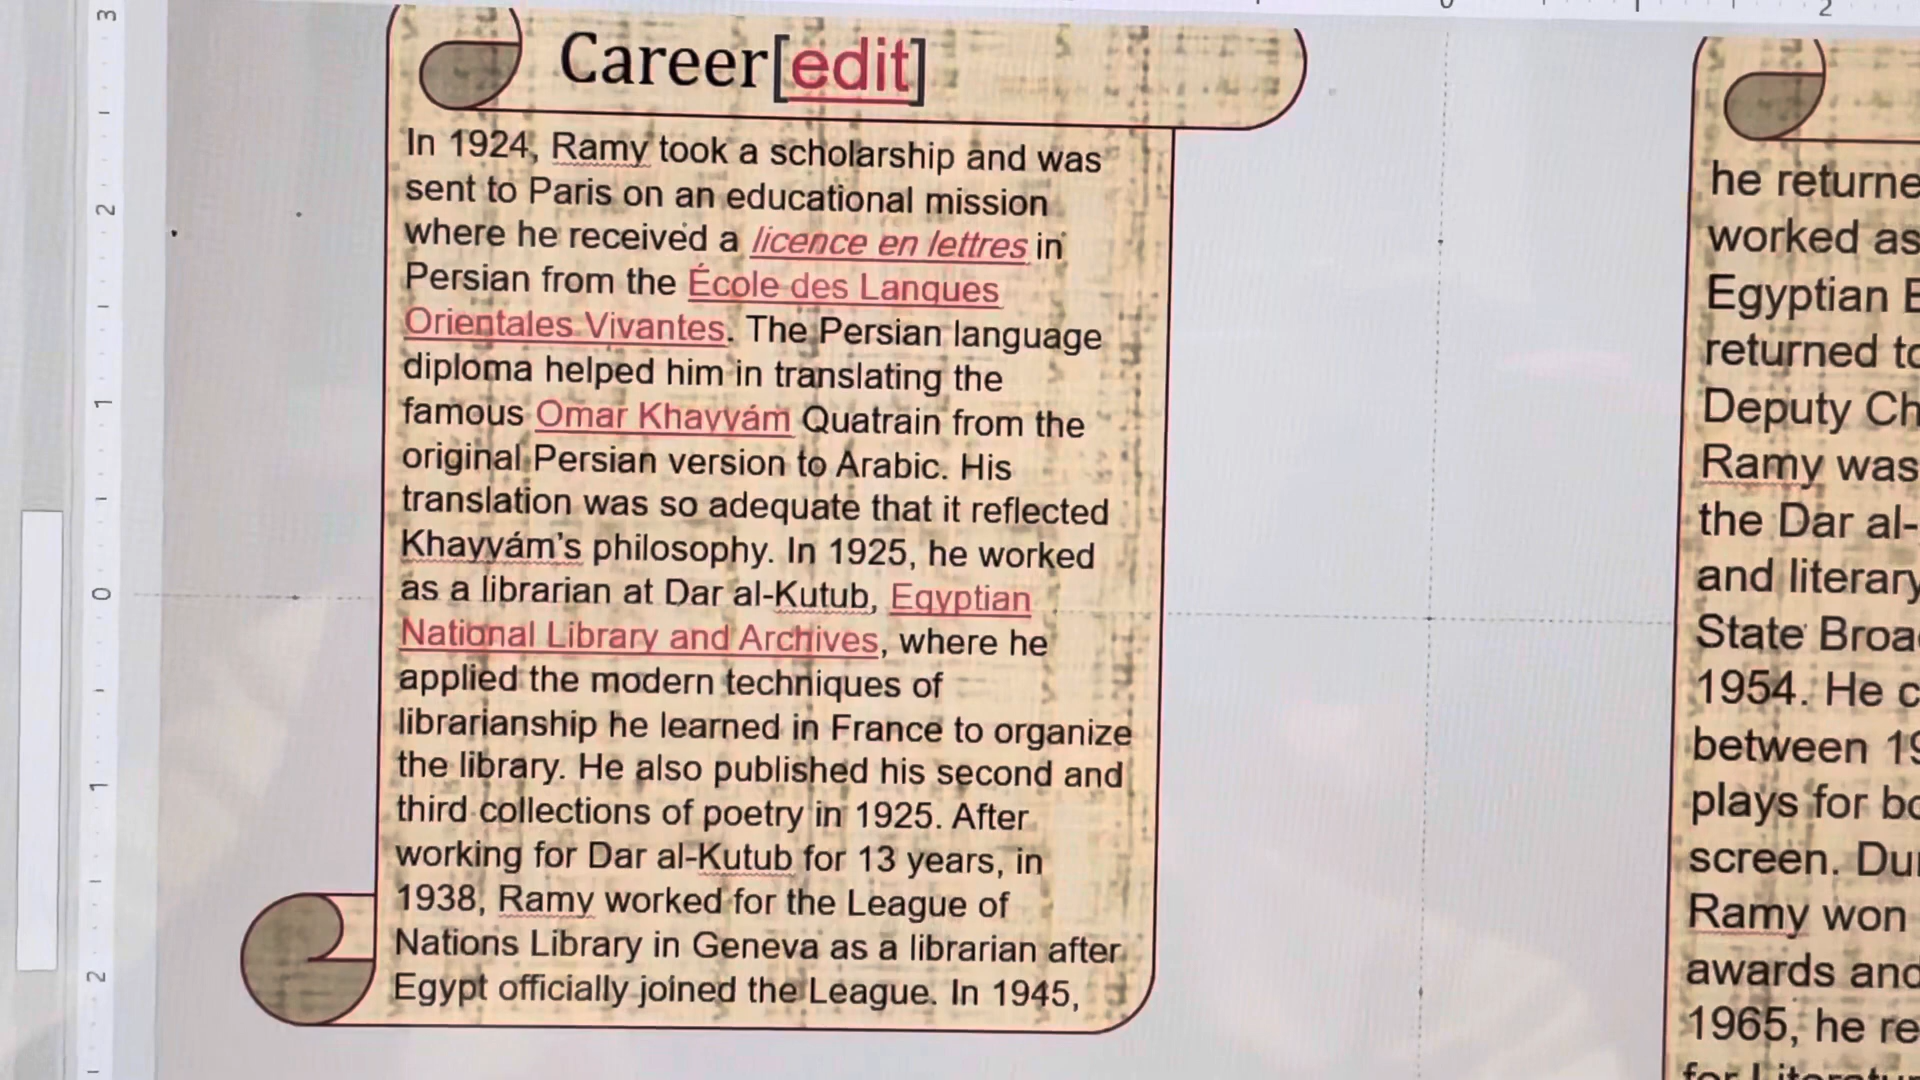 Career[edit]
In 1924, Ramy took a scholarship and was
sent to Paris on an educational mission
where he received a licence en lettres in
Persian from the École des Langues
Orientales Vivantes. The Persian language
diploma helped him in translating the
famous Omar Khayyám Quatrain from the
original Persian version to Arabic. His
translation was so adequate that it reflected
Khayyám's philosophy. In 1925, he worked
as a librarian at Dar al-Kutub, Egyptian
National Library and Archives, where he
applied the modern techniques of
librarianship he learned in France to organize
the library. He also published his second and
third collections of poetry in 1925. After
working for Dar al-Kutub for 13 years, in
1938, Ramy worked for the League of
Nations Library in Geneva as a librarian after
Egypt officially joined the League. In 1945,
he returne
worked as
Egyptian
returned to
Deputy Ch
Ramy was
the Dar al-
and literary
State Broa
1954. He c
between 19
plays for bo
screen. Du
Ramy won
awards and
1965, he re
3
2
1
0
1
2
0
2